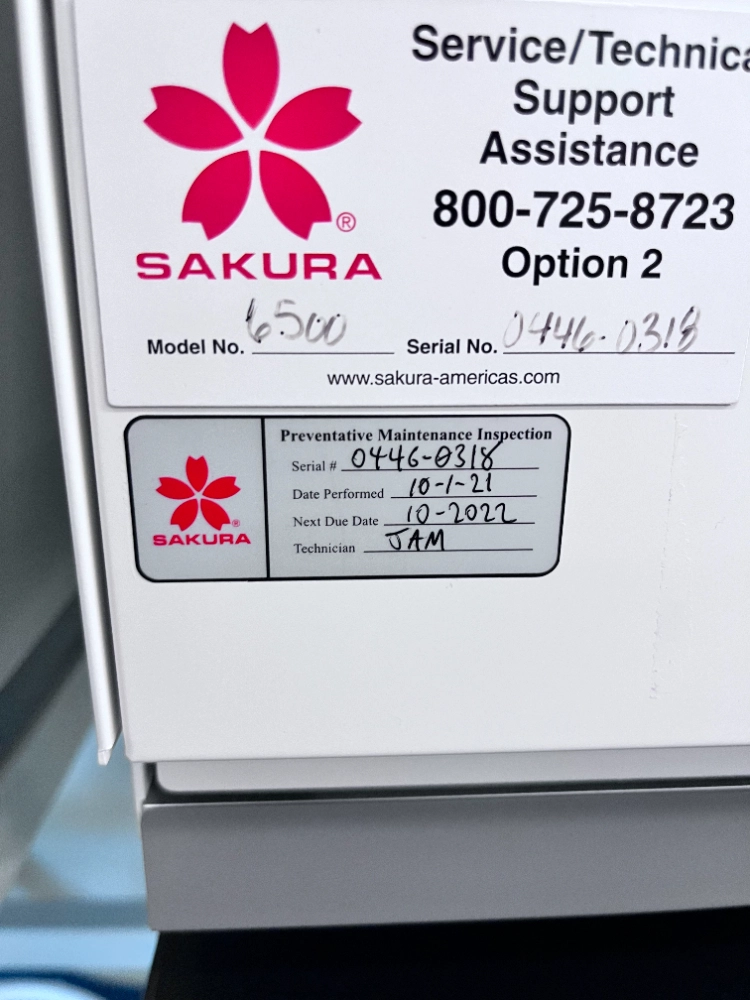 Service/Technica
Support
Assistance
800-725-8723
Option 2
®
SAKURA
Model No. 6500 Serial No. 0446-0318
www.sakura-americas.com
Preventative Maintenance Inspection
Serial # 0446-0318
Date Performed 10-1-21
Next Due Date 10-2022
Technician JAM
®
SAKURA